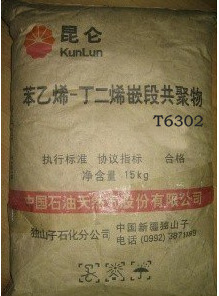 昆仑
KunLun
苯乙烯-丁二烯嵌段共聚物
T6302
执行标准 协议指标 合格
净含量 15kg
中国石油天然 股份有限公司
独山子石化分公司 中国新疆独山子
电话 (0992)